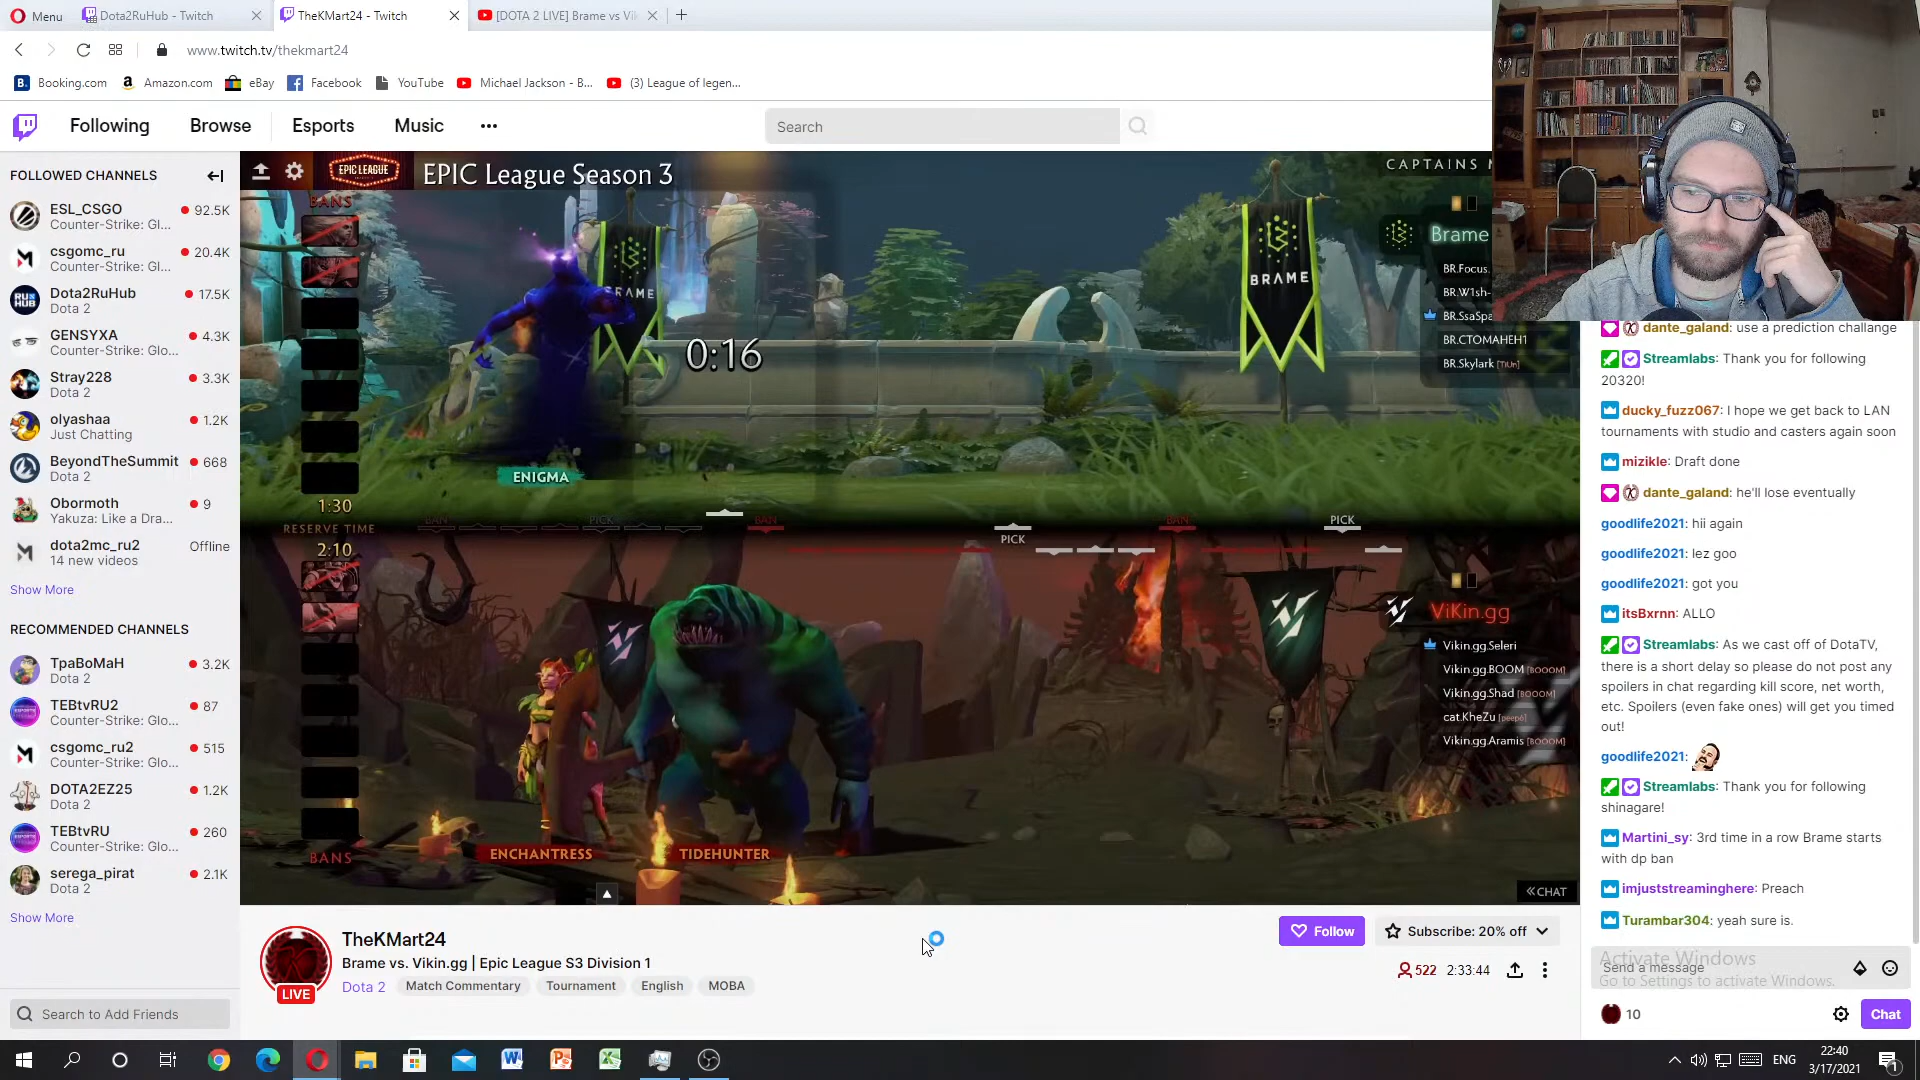 Menu
Dota2RuHub - Twitch
TheKMart24 - Twitch
[DOTA 2 LIVE] Brame vs Vik
www.twitch.tv/thekmart24
Booking.com
Amazon.com
eBay
Facebook
YouTube
Michael Jackson - B...
(3) League of legen...
Following
Browse
Esports
Music
Search
FOLLOWED CHANNELS
ESL_CSGO
92.5K
Counter-Strike: Gl...
csgomc_ru
20.4K
Counter-Strike: Gl...
Dota2RuHub
17.5K
Dota 2
GENSYXA
4.3K
Counter-Strike: Glo...
Stray228
3.3K
Dota 2
olyashaa
1.2K
Just Chatting
BeyondTheSummit
668
Dota 2
Obormoth
9
Yakuza: Like a Dra...
dota2mc_ru2
Offline
14 new videos
Show More
RECOMMENDED CHANNELS
TpaBoMaH
3.2K
Dota 2
TEBtvRU2
87
Counter-Strike: Glo...
csgomc_ru2
515
Counter-Strike: Glo...
DOTA2EZ25
1.2K
Dota 2
TEBtvRU
260
Counter-Strike: Glo...
serega_pirat
2.1K
Dota 2
Show More
Search to Add Friends
EPIC LEAGUE
EPIC League Season 3
CAPTAINS M
BANS
BRAME
BRAME
0:16
Brame
BR.Focus.
BR.W1sh-
BR.SsaSpa
BR.CTOMAHEH1
BR.Skylark [TiUn]
ENIGMA
1:30
RESERVE TIME
2:10
BAN
PICK
BAN
PICK
BAN
PICK
ViKin.gg
Vikin.gg.Seleri
Vikin.gg.BOOM [BOOOM]
Vikin.gg.Shad [BOOOM]
cat.KheZu [peep6]
Vikin.gg.Aramis [BOOOM]
BANS
ENCHANTRESS
TIDEHUNTER
«CHAT
TheKMart24
Brame vs. Vikin.gg | Epic League S3 Division 1
LIVE
Dota 2
Match Commentary
Tournament
English
MOBA
Follow
Subscribe: 20% off
522
2:33:44
dante_galand: use a prediction challange
Streamlabs: Thank you for following
20320!
ducky_fuzz067: I hope we get back to LAN
tournaments with studio and casters again soon
mizikle: Draft done
dante_galand: he'll lose eventually
goodlife2021: hii again
goodlife2021: lez goo
goodlife2021: got you
itsBxrnn: ALLO
Streamlabs: As we cast off of DotaTV,
there is a short delay so please do not post any
spoilers in chat regarding kill score, net worth,
etc. Spoilers (even fake ones) will get you timed
out!
goodlife2021:
Streamlabs: Thank you for following
shinagare!
Martini_sy: 3rd time in a row Brame starts
with dp ban
imjuststreaminghere: Preach
Turambar304: yeah sure is.
Activate Windows
Send a message
Go to Settings to activate Windows.
10
Chat
ENG
22:40
3/17/2021
1